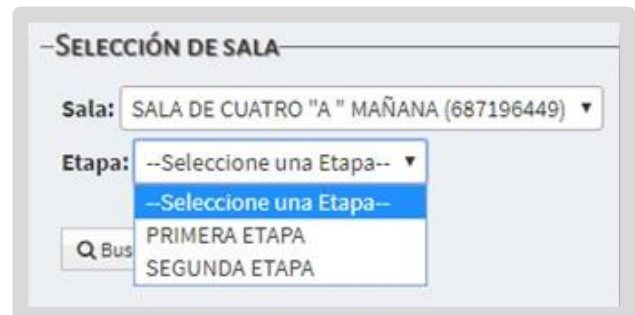 SELECCIÓN DE SALA
Sala: SALA DE CUATRO "A " MAÑANA (687196449)
Etapa: --Seleccione una Etapa--
--Seleccione una Etapa--
PRIMERA ETAPA
Bus
SEGUNDA ETAPA